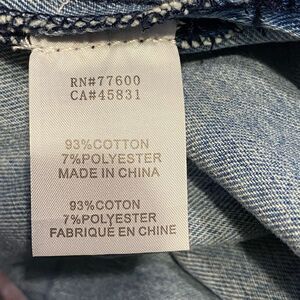 RN#77600
CA#45831
93%COTTON
7%POLYESTER
MADE IN CHINA
93%COTON
7%POLYESTER
FABRIQUÉ EN CHINE